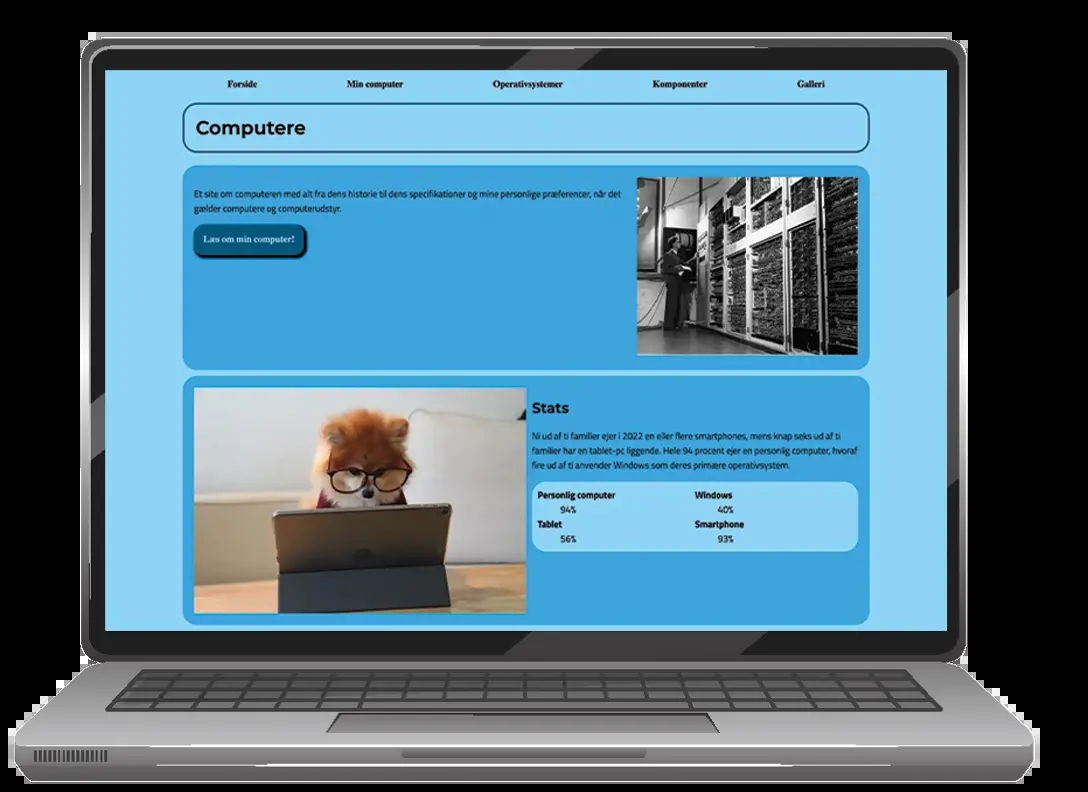 Forside Min computer Operativsystemer Komponenter Galleri
Computere
Et site om computeren med alt fra dens historie til dens specifikationer og mine personlige præferencer, når det
gælder computere og computerudstyr.
Læs om min computer!
Stats
Ni ud af ti familier ejer i 2022 en eller flere smartphones, mens knap seks ud af ti
familier har en tablet-pc liggende. Hele 94 procent ejer en personlig computer, hvoraf
fire ud af ti anvender Windows som deres primære operativsystem.
Personlig computer Windows
94% 40%
Tablet Smartphone
56% 93%